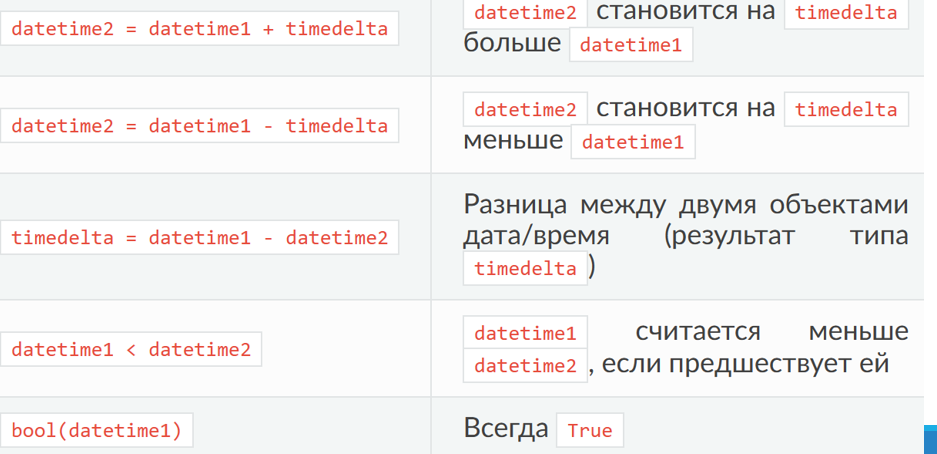 datetime2 становится на timedelta
datetime2 = datetime1 + timedelta
больше datetime1
datetime2 становится на timedelta
datetime2 = datetime1 - timedelta
меньше datetime1
Разница между двумя объектами
timedelta = datetime1 - datetime2
дата/время (результат типа
timedelta)
datetime1 считается меньше
datetime1 < datetime2
datetime2, если предшествует ей
bool(datetime1)
Всегда True